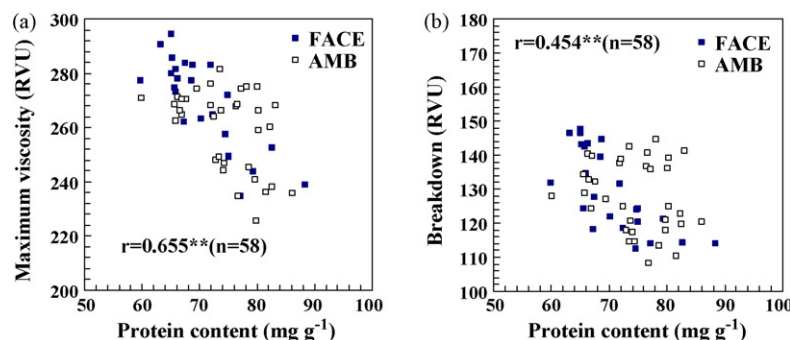 (a)
300
280
260
240
220
200
Maximum viscosity (RVU)
FACE
AMB
r=0.655**(n=58)
50 60 70 80 90 100
Protein content (mg g-1)
(b)
180
170
160
150
140
130
120
110
100
Breakdown (RVU)
r=0.454**(n=58)
FACE
AMB
50 60 70 80 90 100
Protein content (mg g-1)